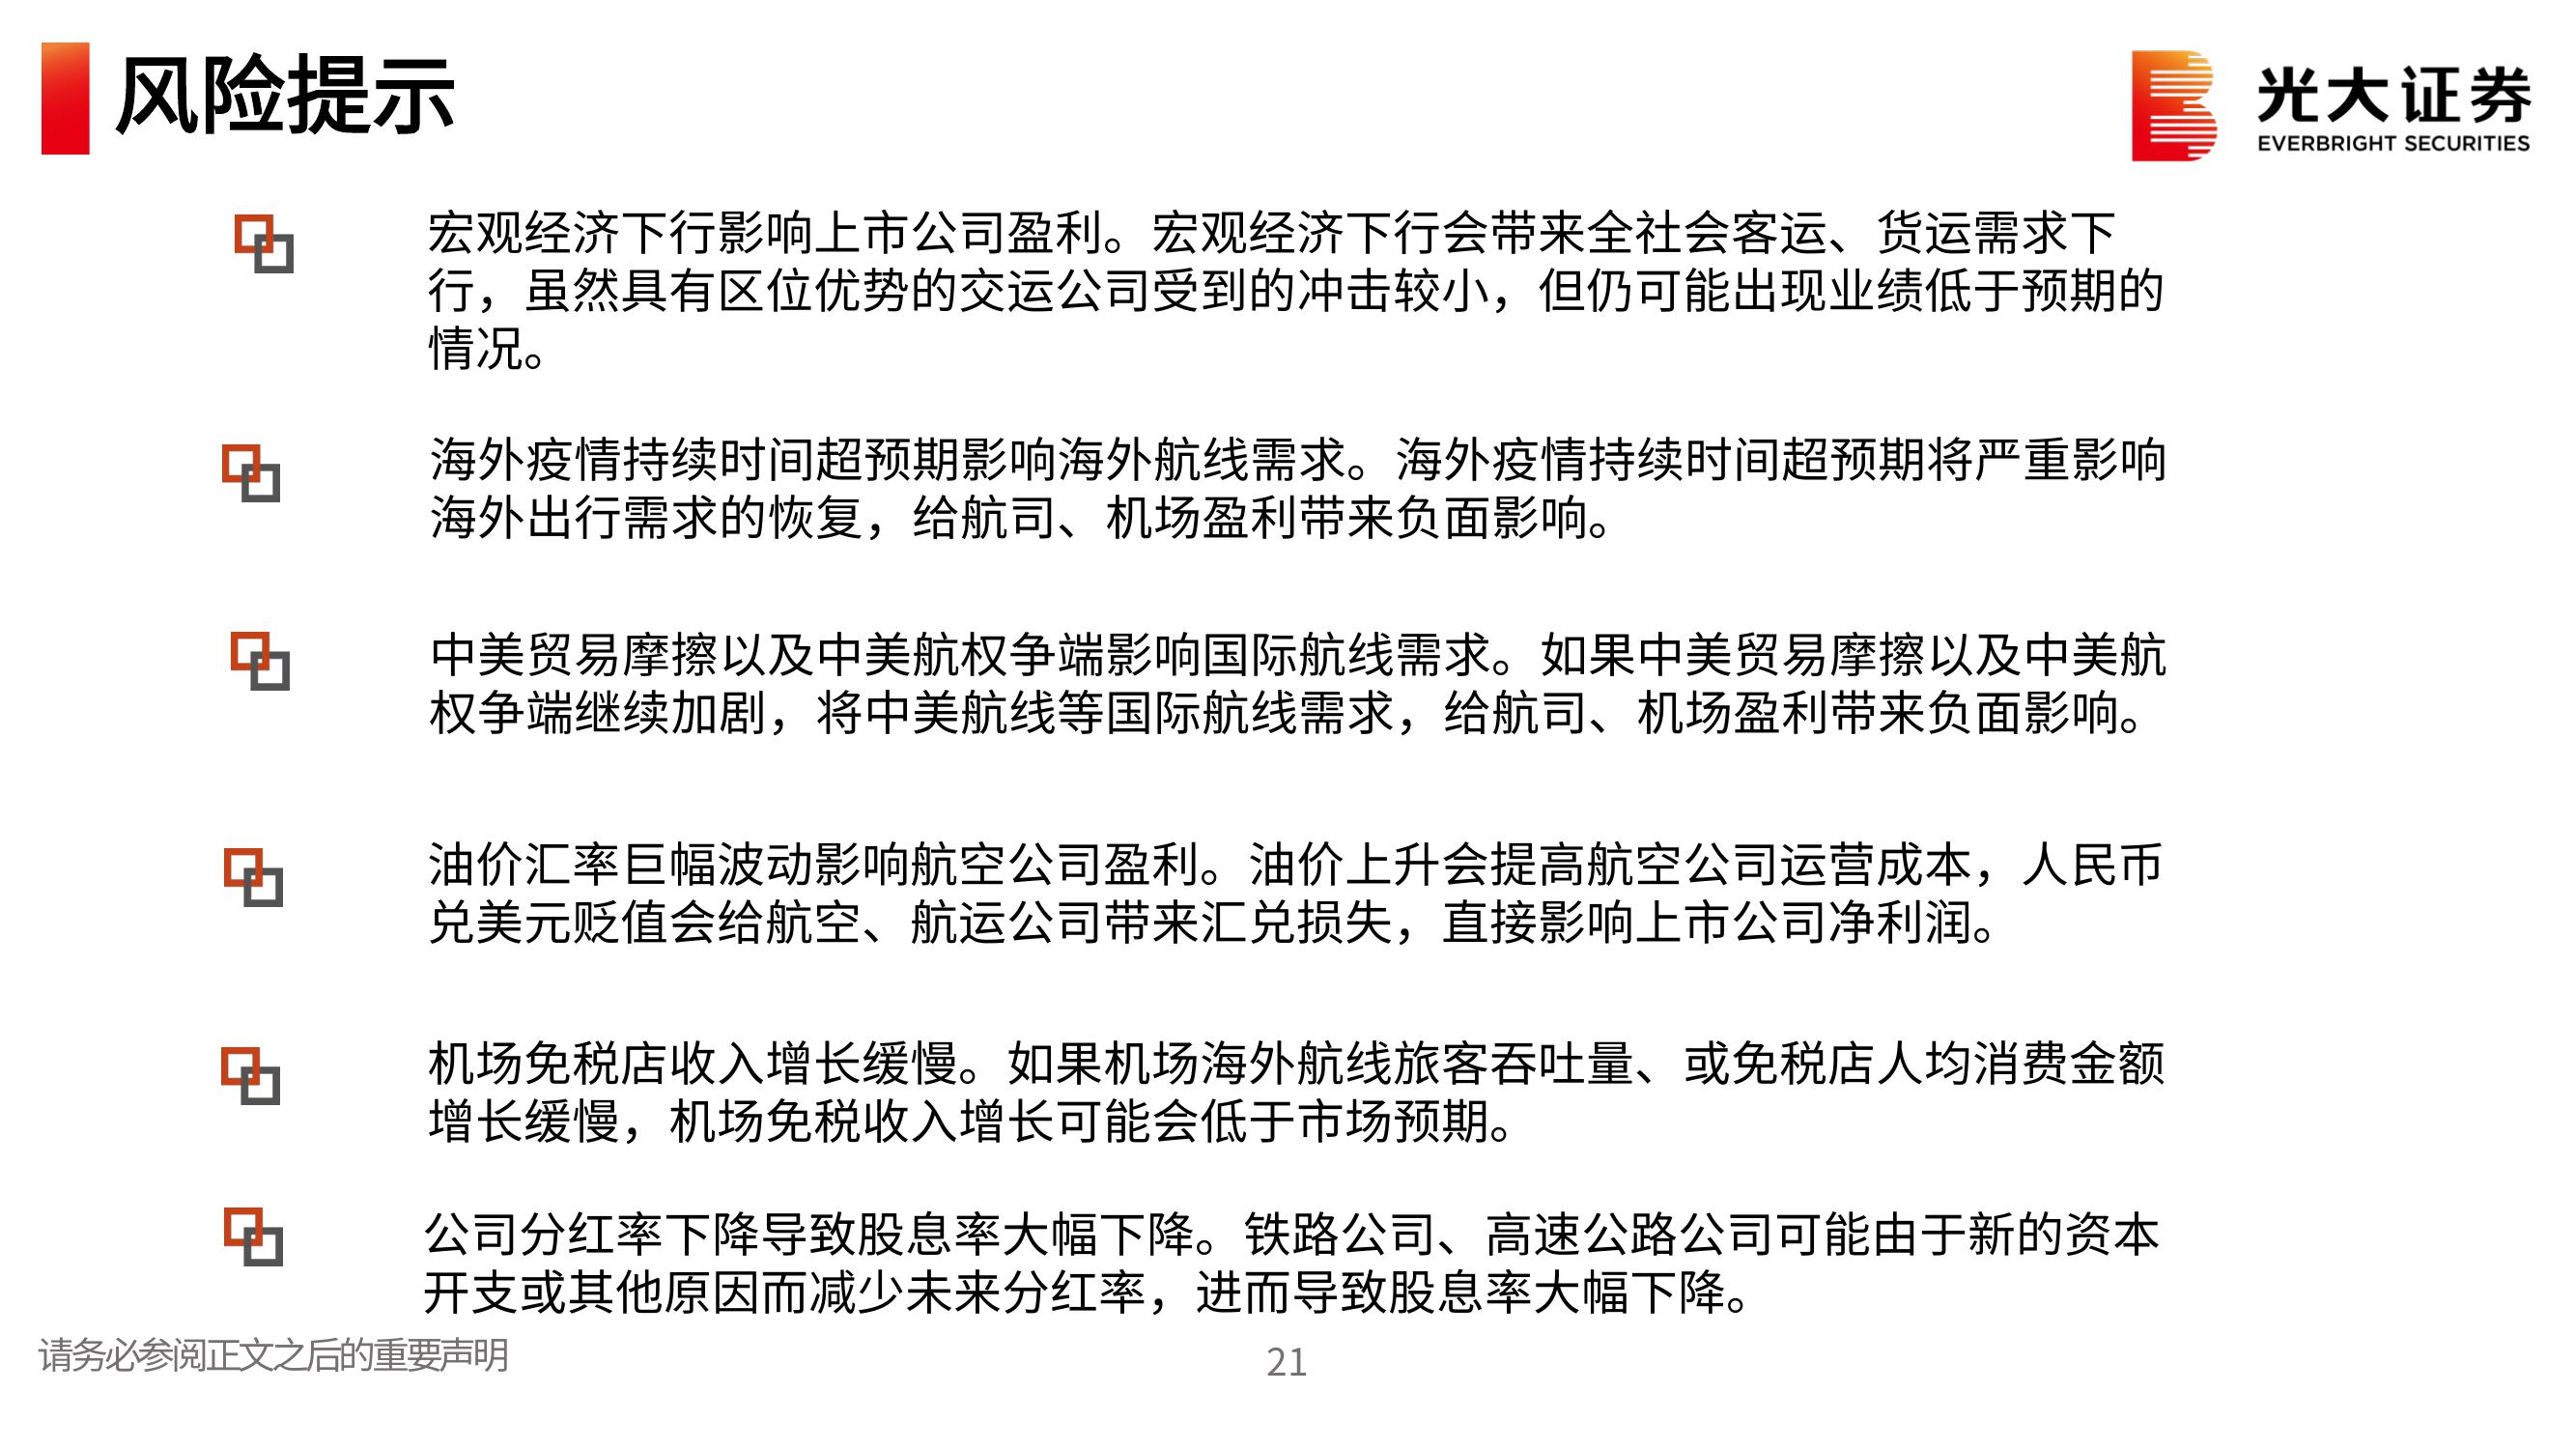 风险提示
光大证券
EVERBRIGHT SECURITIES
宏观经济下行影响上市公司盈利。宏观经济下行会带来全社会客运、货运需求下
行，虽然具有区位优势的交运公司受到的冲击较小，但仍可能出现业绩低于预期的
情况。
海外疫情持续时间超预期影响海外航线需求。海外疫情持续时间超预期将严重影响
海外出行需求的恢复，给航司、机场盈利带来负面影响。
中美贸易摩擦以及中美航权争端影响国际航线需求。如果中美贸易摩擦以及中美航
权争端继续加剧，将中美航线等国际航线需求，给航司、机场盈利带来负面影响。
油价汇率巨幅波动影响航空公司盈利。油价上升会提高航空公司运营成本，人民币
兑美元贬值会给航空、航运公司带来汇兑损失，直接影响上市公司净利润。
机场免税店收入增长缓慢。如果机场海外航线旅客吞吐量、或免税店人均消费金额
增长缓慢，机场免税收入增长可能会低于市场预期。
公司分红率下降导致股息率大幅下降。铁路公司、高速公路公司可能由于新的资本
开支或其他原因而减少未来分红率，进而导致股息率大幅下降。
请务必参阅正文之后的重要声明
21